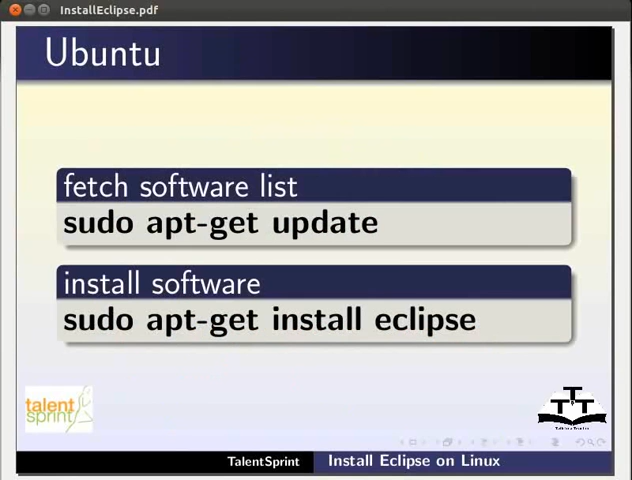 InstallEclipse.pdf
Ubuntu
fetch software list
sudo apt-get update
install software
sudo apt-get install eclipse
talent
sprint
TTT
TalentSprint
Install Eclipse on Linux